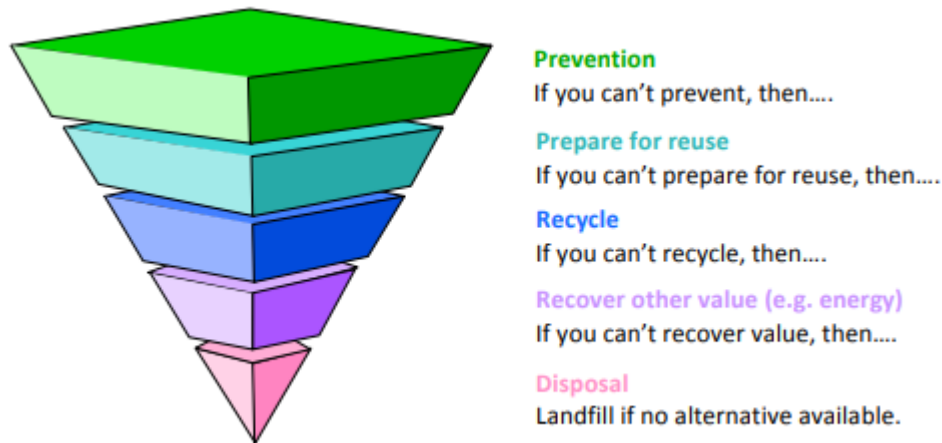 Prevention
If you can’t prevent, then….
Prepare for reuse
If you can’t prepare for reuse, then….
Recycle
If you can’t recycle, then….
Recover other value (e.g. energy)
If you can’t recover value, then….
Disposal
Landfill if no alternative available.